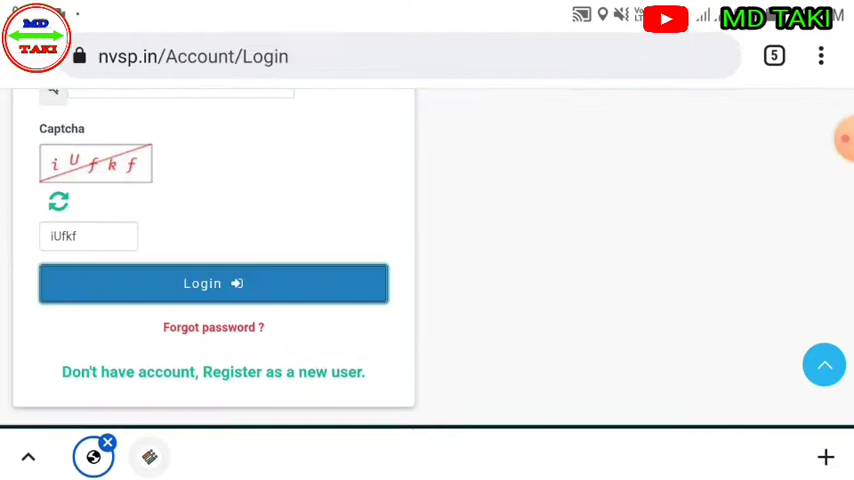 MD
TAKI
MD TAKI
M
nvsp.in/Account/Login
5
Captcha
i U f k f
iUfkf
Login
Forgot password ?
Don't have account, Register as a new user.